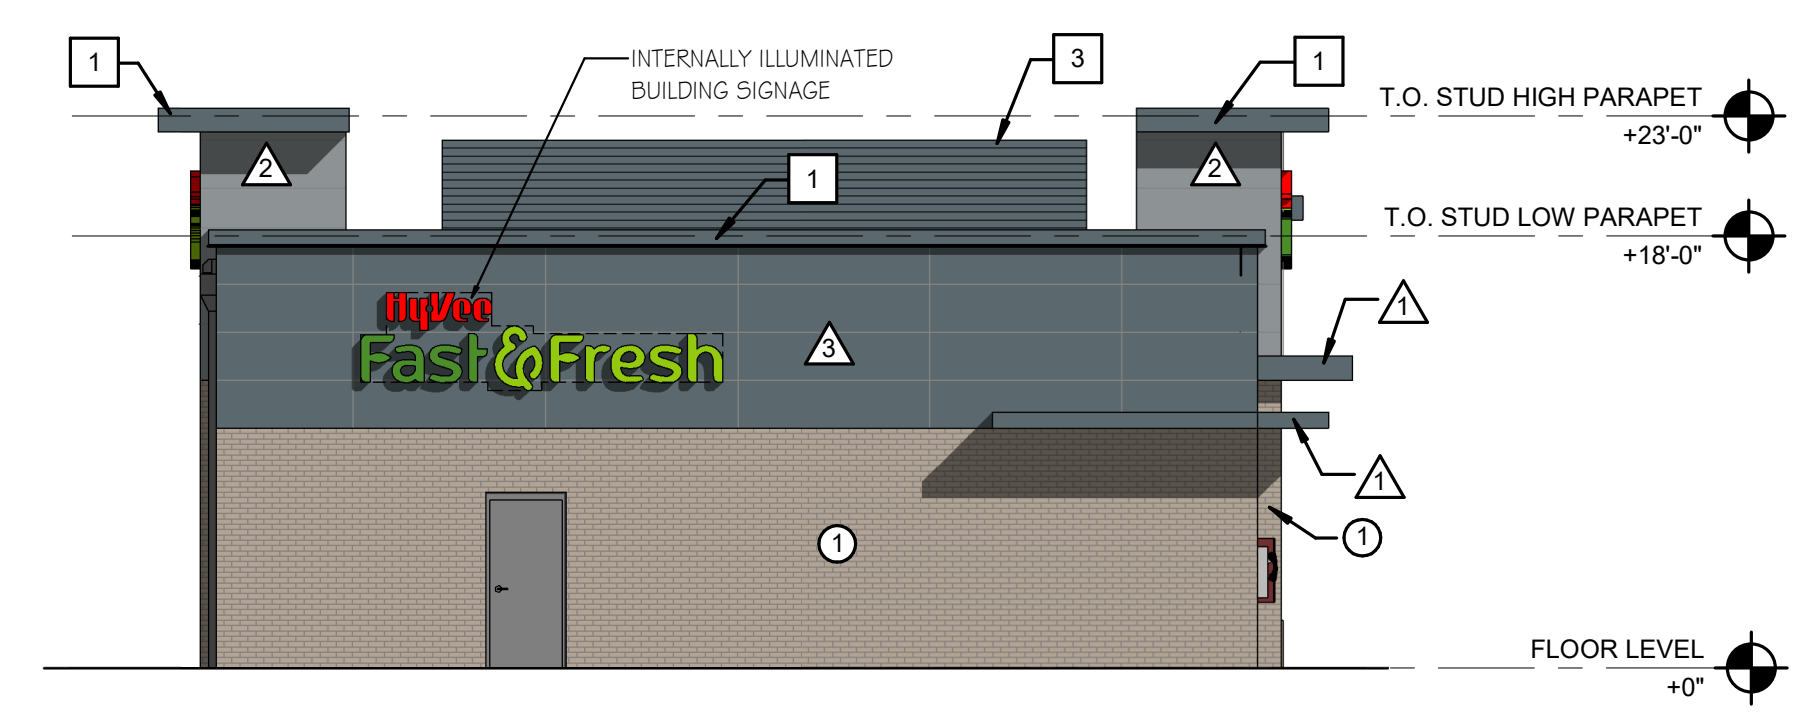 1
INTERNALLY ILLUMINATED
BUILDING SIGNAGE
3
1
T.O. STUD HIGH PARAPET
+23'-0"
2
1
2
T.O. STUD LOW PARAPET
+18'-0"
HyVee
Fast&Fresh
3
1
1
1
1
FLOOR LEVEL
+0"